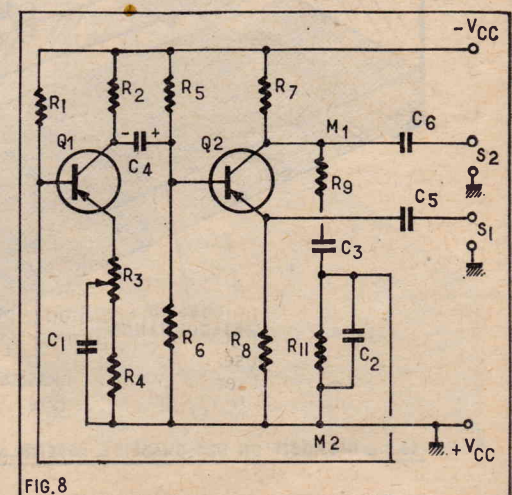 -VCC
R1
R2
R5
R7
M1
C6
Q1
- +
Q2
C4
S2
R9
C5
S1
R3
C3
C1
R6
R8
R11
C2
R4
M2
+VCC
FIG.8